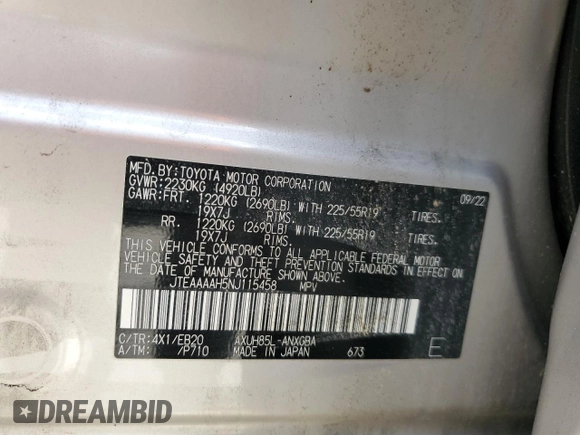 MFD.BY:TOYOTA MOTOR CORPORATION 09/22
GVWR:2230KG (4920LB)
GAWR:FRT. 1220KG (2690LB) WITH 225/55R19 TIRES.
19X7J RIMS.
RR. 1220KG (2690LB) WITH 225/55R19 TIRES.
19X7J RIMS.
THIS VEHICLE CONFORMS TO ALL APPLICABLE FEDERAL MOTOR
VEHICLE SAFETY AND THEFT PREVENTION STANDARDS IN EFFECT ON
THE DATE OF MANUFACTURE SHOWN ABOVE.
JTEAAAAH5NJ115458 MPV
C/TR:4X1/EB20 AXUH85L-ANXGBA
A/TM: /P710 MADE IN JAPAN 673 E
DREAMBID